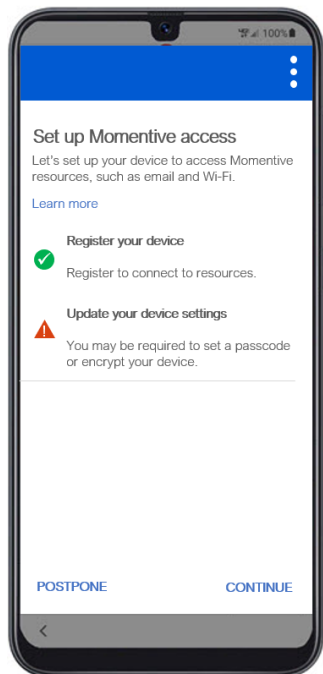 100%
Set up Momentive access
Let's set up your device to access Momentive
resources, such as email and Wi-Fi.
Learn more
Register your device
Register to connect to resources.
Update your device settings
You may be required to set a passcode
or encrypt your device.
POSTPONE CONTINUE